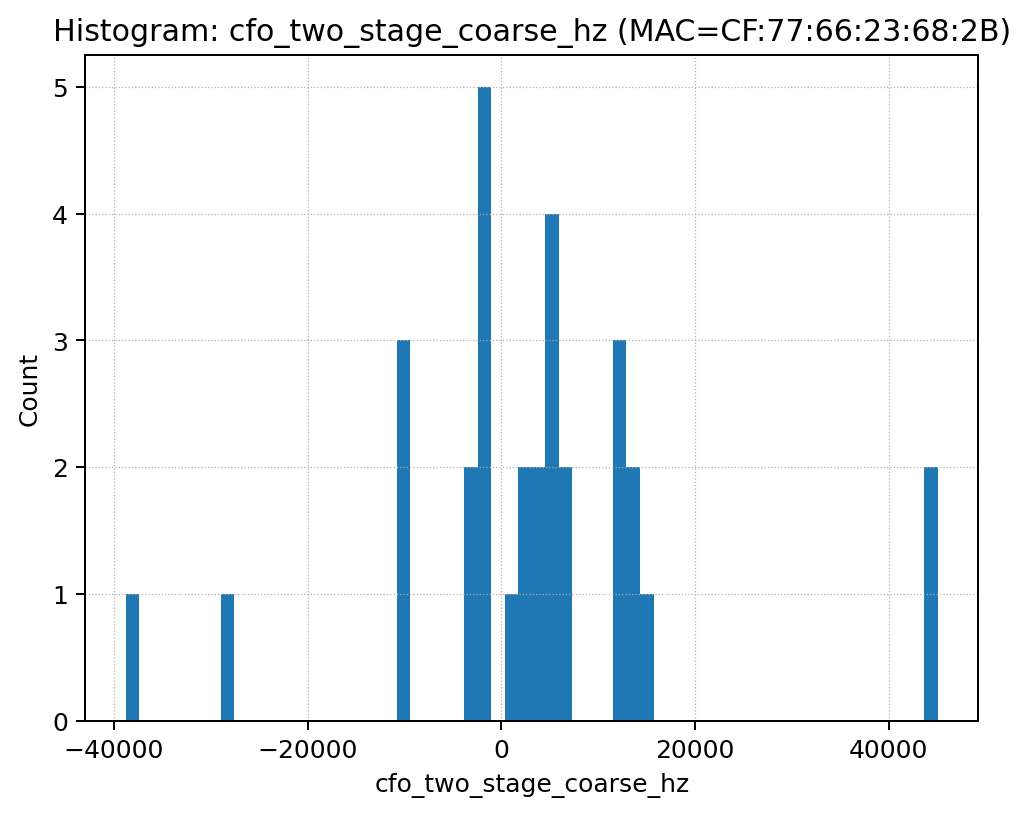 Histogram: cfo_two_stage_coarse_hz (MAC=CF:77:66:23:68:2B)
5
4
3
2
1
0
Count
−40000 −20000 0 20000 40000
cfo_two_stage_coarse_hz